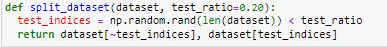 def split_dataset(dataset, test_ratio=0.20):
  test_indices = np.random.rand(len(dataset)) < test_ratio
  return dataset[~test_indices], dataset[test_indices]